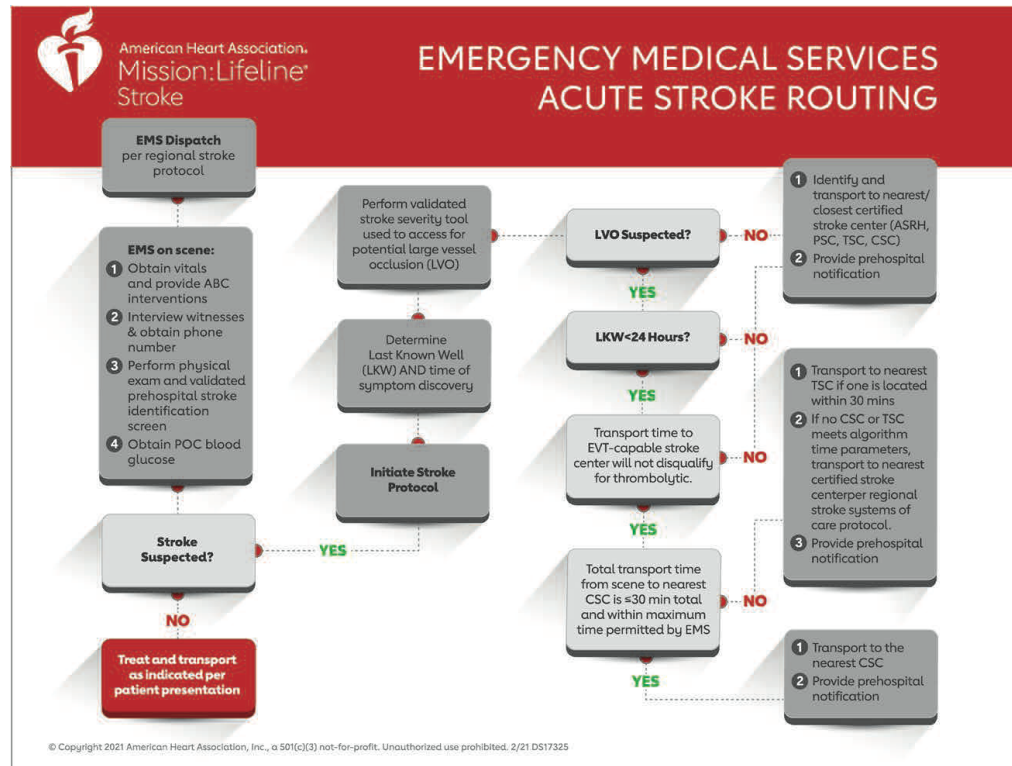 American Heart Association®
Mission:Lifeline®
Stroke
EMERGENCY MEDICAL SERVICES
ACUTE STROKE ROUTING
EMS Dispatch
per regional stroke
protocol
EMS on scene:
1 Obtain vitals
and provide ABC
interventions
2 Interview witnesses
& obtain phone
number
3 Perform physical
exam and validated
prehospital stroke
identification
screen
4 Obtain POC blood
glucose
Stroke
Suspected?
NO
Treat and transport
as indicated per
patient presentation
YES
Initiate Stroke
Protocol
Determine
Last Known Well
(LKW) AND time of
symptom discovery
Perform validated
stroke severity tool
used to access for
potential large vessel
occlusion (LVO)
LVO Suspected?
NO
1 Identify and
transport to nearest/
closest certified
stroke center (ASRH,
PSC, TSC, CSC)
2 Provide prehospital
notification
YES
LKW<24 Hours?
NO
YES
Transport time to
EVT-capable stroke
center will not disqualify
for thrombolytic.
NO
YES
Total transport time
from scene to nearest
CSC is ≤30 min total
and within maximum
time permitted by EMS
NO
1 Transport to nearest
TSC if one is located
within 30 mins
2 If no CSC or TSC
meets algorithm
time parameters,
transport to nearest
certified stroke
centerper regional
stroke systems of
care protocol.
3 Provide prehospital
notification
YES
1 Transport to the
nearest CSC
2 Provide prehospital
notification
© Copyright 2021 American Heart Association, Inc., a 501(c)(3) not-for-profit. Unauthorized use prohibited. 2/21 DS17325